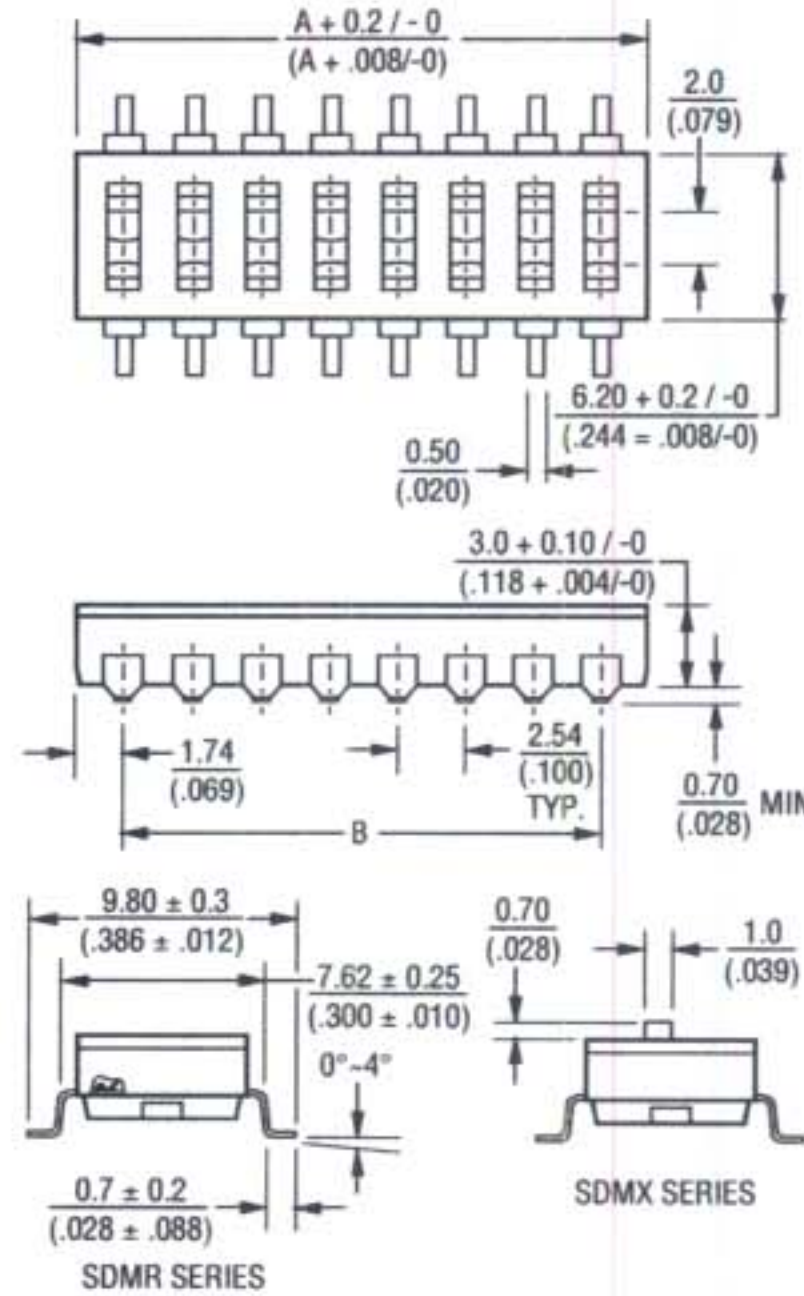 A + 0.2 / - 0
(A + .008/-0)
2.0
(.079)
6.20 + 0.2 / -0
(.244 = .008/-0)
0.50
(.020)
3.0 + 0.10 / -0
(.118 + .004/-0)
1.74
(.069)
2.54
(.100)
TYP.
0.70
(.028)
MIN
B
9.80 ± 0.3
(.386 ± .012)
7.62 ± 0.25
(.300 ± .010)
0°~4°
0.7 ± 0.2
(.028 ± .088)
SDMR SERIES
0.70
(.028)
1.0
(.039)
SDMX SERIES